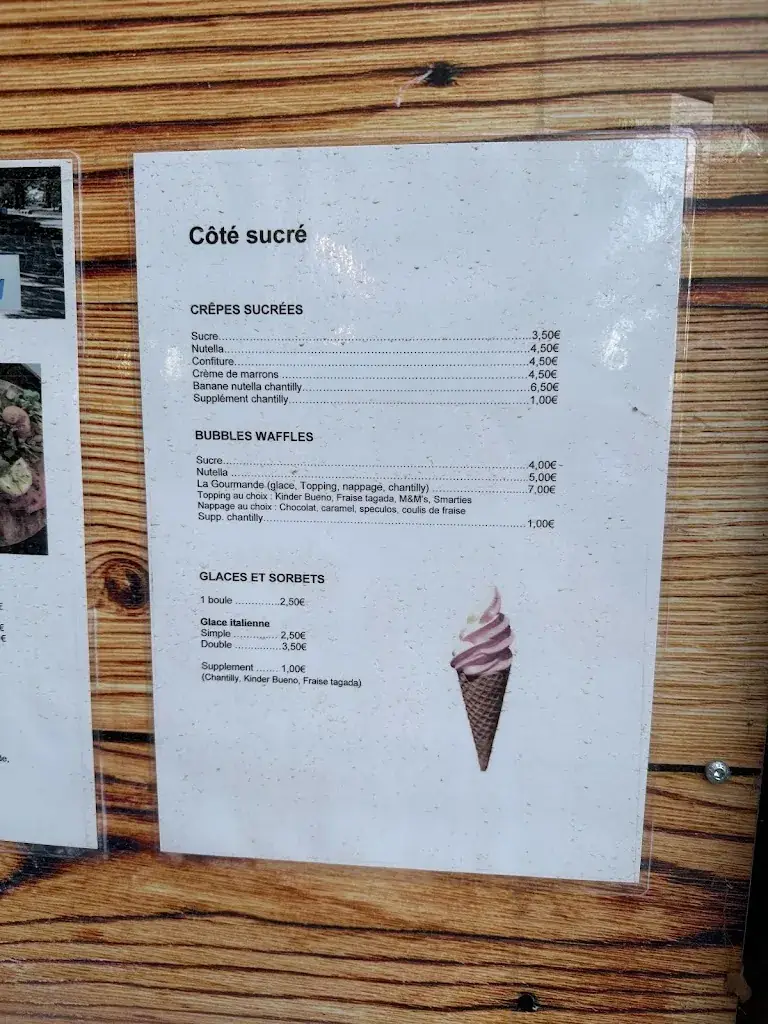 Côté sucré
CRÊPES SUCRÉES
Sucre..........3,50€
Nutella..........4,50€
Confiture..........4,50€
Crème de marrons..........4,50€
Banane nutella chantilly..........6,50€
Supplément chantilly..........1,00€
BUBBLES WAFFLES
Sucre..........4,00€
Nutella ..........5,00€
La Gourmande (glace, Topping, nappage, chantilly) ..........7,00€
Topping au choix : Kinder Bueno, Fraise tagada, M&M's, Smarties
Nappage au choix : Chocolat, caramel, speculos, coulis de fraise
Supp. chantilly..........1,00€
GLACES ET SORBETS
1 boule ..........2,50€
Glace italienne
Simple .......... 2,50€
Double ..........3,50€
Supplement ........ 1,00€
(Chantilly, Kinder Bueno, Fraise tagada)